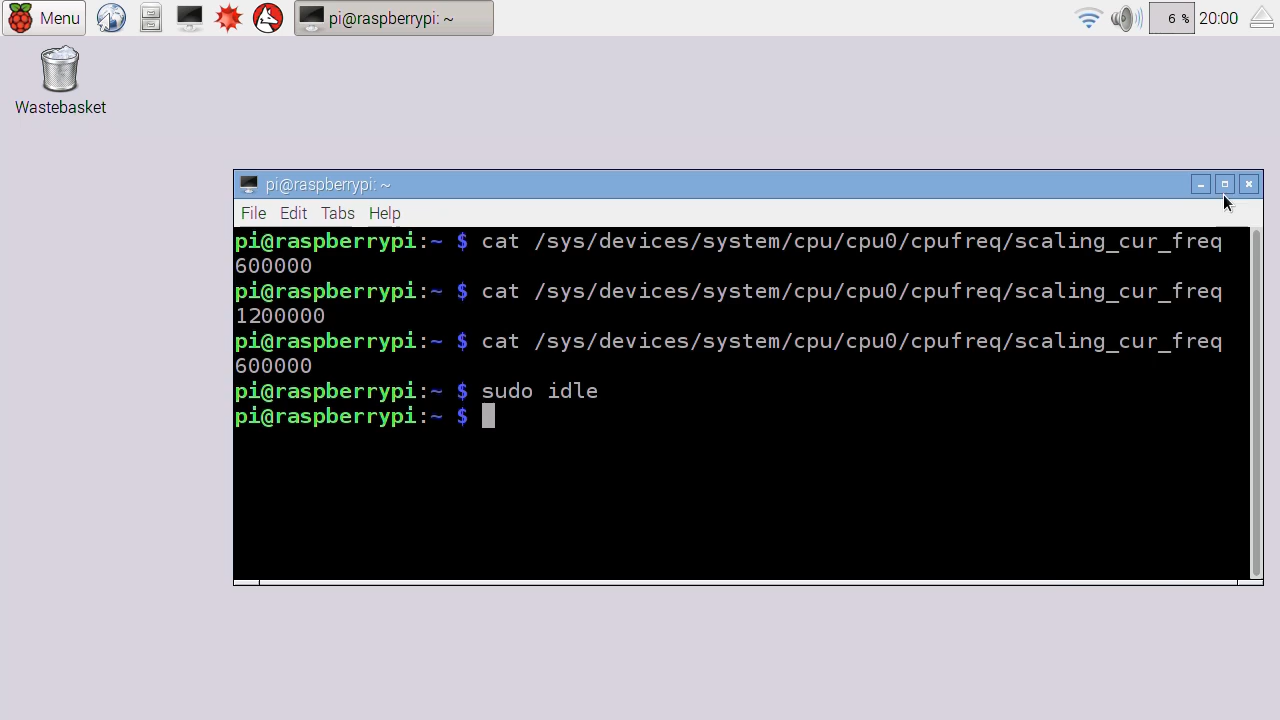 Menu
pi@raspberrypi: ~
6 %
20:00
Wastebasket
pi@raspberrypi: ~
File Edit Tabs Help
pi@raspberrypi:~ $ cat /sys/devices/system/cpu/cpu0/cpufreq/scaling_cur_freq
600000
pi@raspberrypi:~ $ cat /sys/devices/system/cpu/cpu0/cpufreq/scaling_cur_freq
1200000
pi@raspberrypi:~ $ cat /sys/devices/system/cpu/cpu0/cpufreq/scaling_cur_freq
600000
pi@raspberrypi:~ $ sudo idle
pi@raspberrypi:~ $